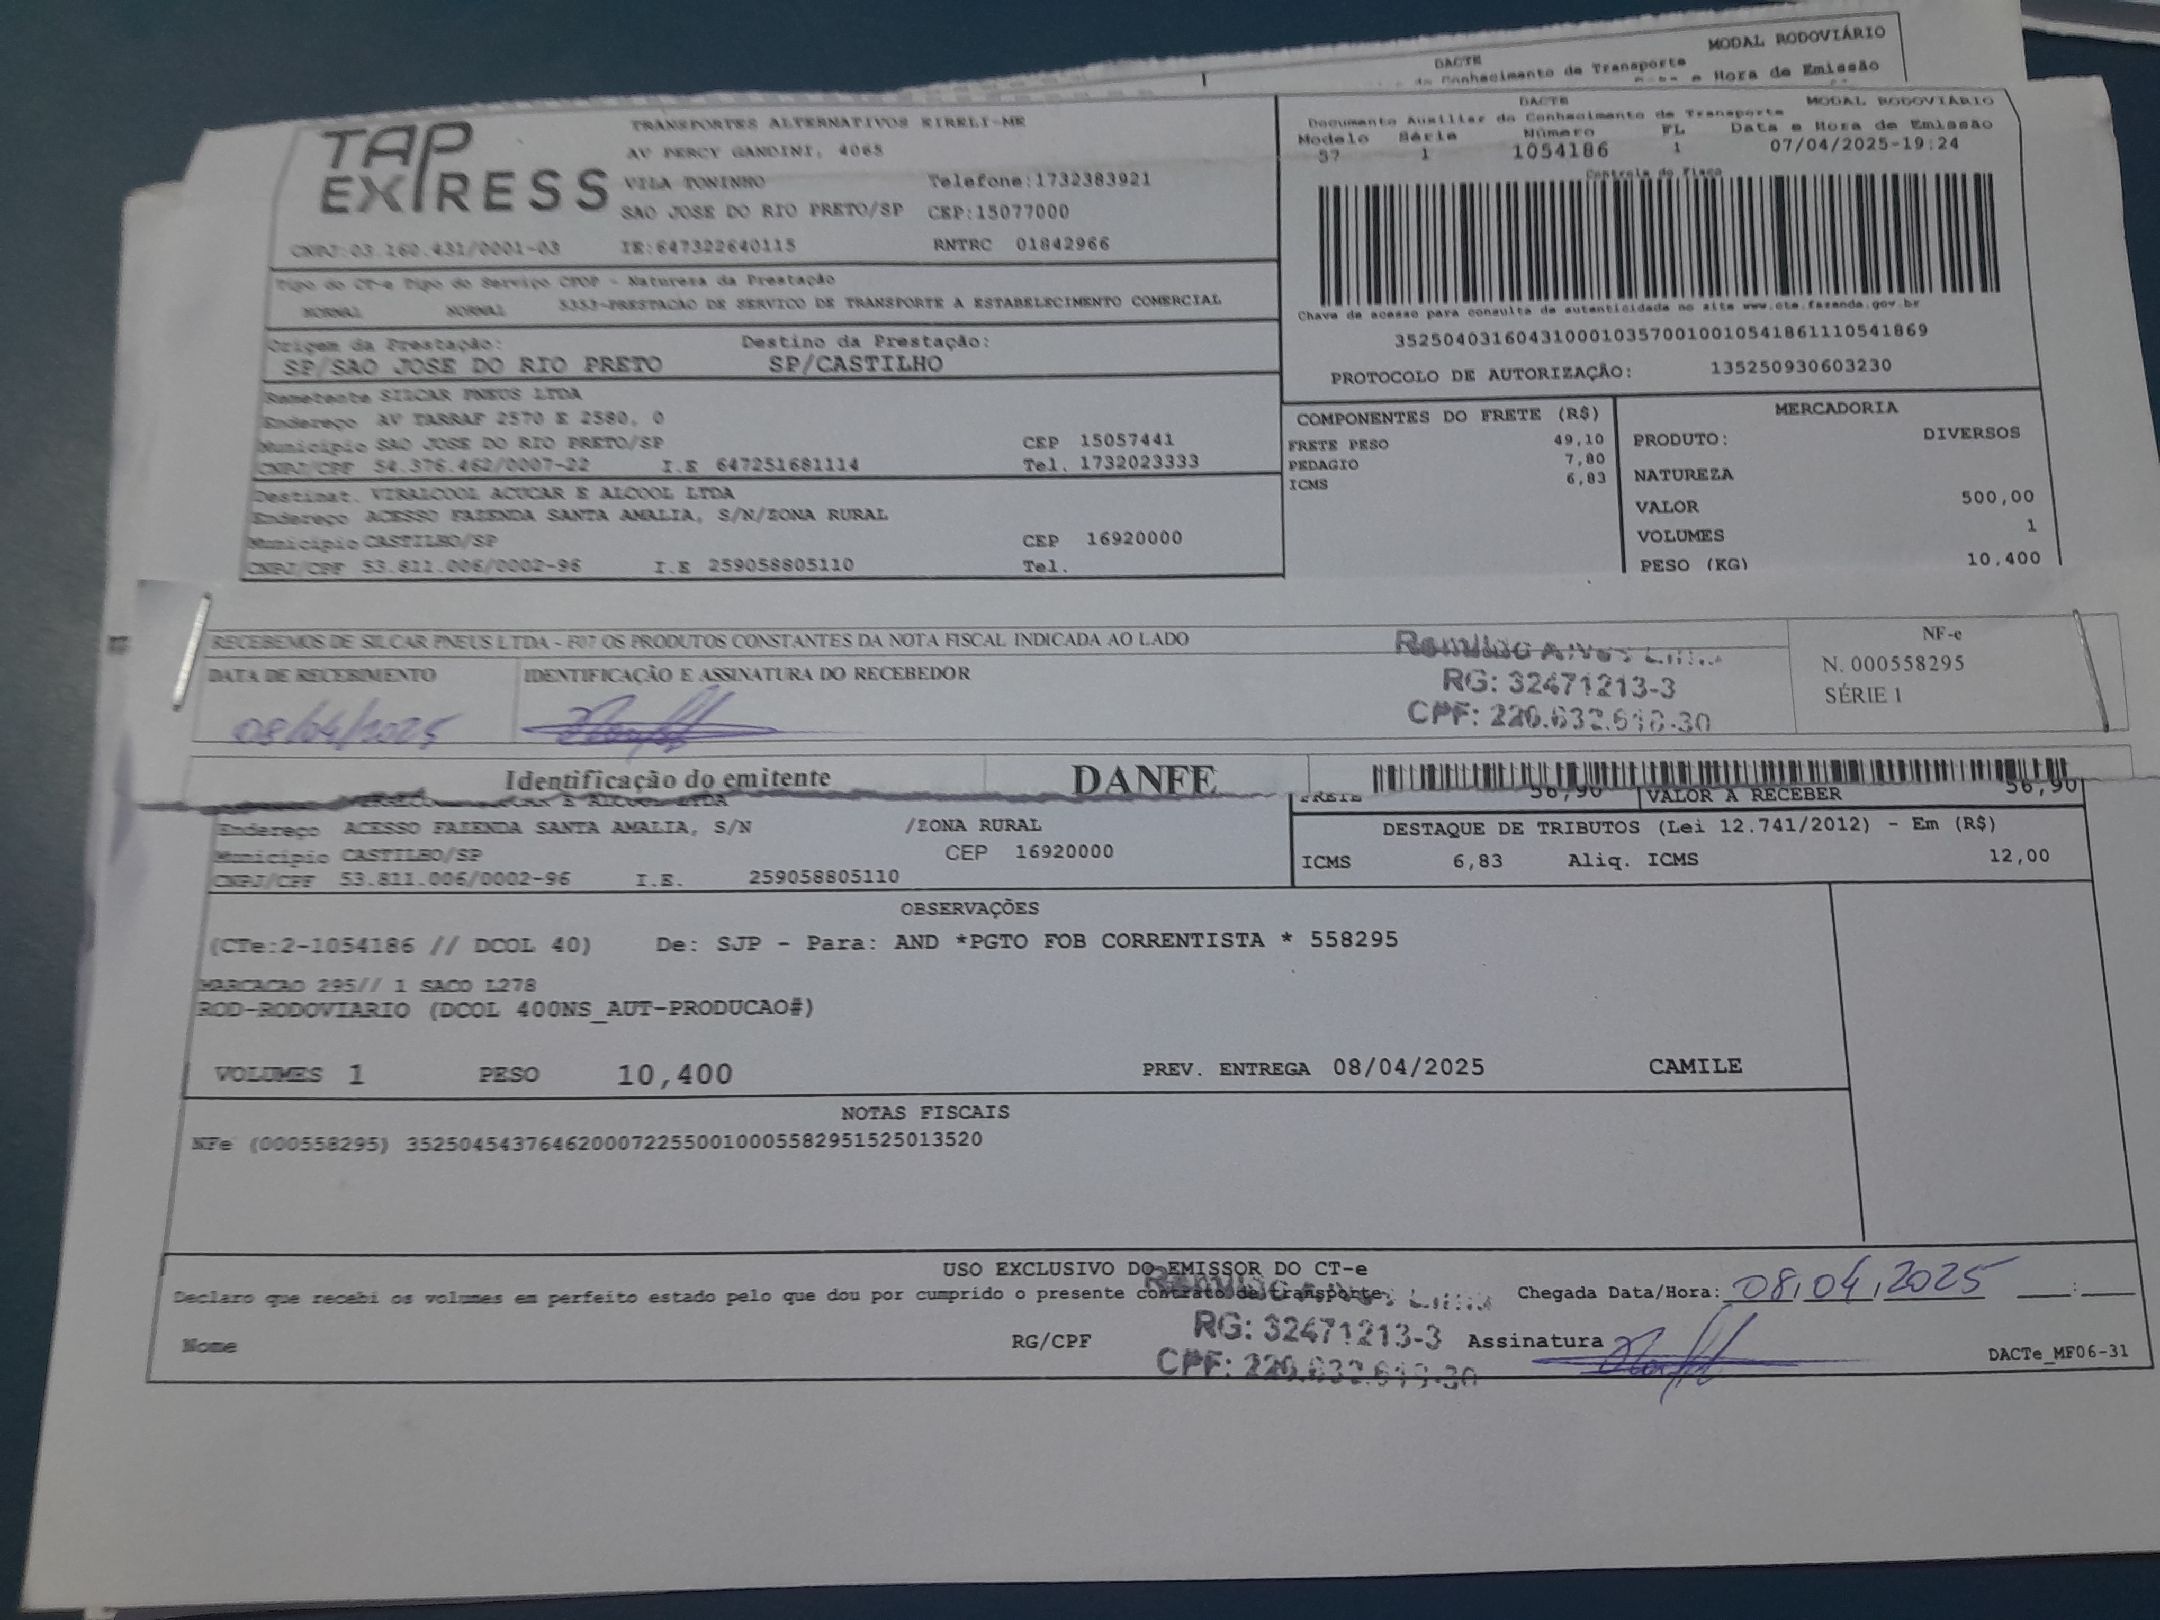 MODAL RODOVIÁRIO
DACTE
Conhecimento de Transporte
e Hora de Emissão
TAP EXPRESS
TRANSPORTES ALTERNATIVOS EIRELI-ME
AV PERCY GANDINI, 4065
VILA TONINHO Telefone:1732383921
SAO JOSE DO RIO PRETO/SP CEP:15077000
CNPJ:03.160.431/0001-03 IE:647322640115 RNTRC 01842966
DACTE MODAL RODOVIÁRIO
Documento Auxiliar do Conhecimento de Transporte
Modelo Série Número FL Data e Hora de Emissão
57 1 1054186 1 07/04/2025-19:24
Controle do Fisco
Chave de acesso para consulta de autenticidade no site www.cte.fazenda.gov.br
35250403160431000103570010010541861110541869
PROTOCOLO DE AUTORIZAÇÃO: 135250930603230
Tipo do CT-e Tipo do Serviço CFOP - Natureza da Prestação
NORMAL NORMAL 5353-PRESTACAO DE SERVICO DE TRANSPORTE A ESTABELECIMENTO COMERCIAL
Origem da Prestação: Destino da Prestação:
SP/SAO JOSE DO RIO PRETO SP/CASTILHO
Remetente SILCAR PNEUS LTDA
Endereço AV TARRAF 2570 E 2580, 0
Município SAO JOSE DO RIO PRETO/SP CEP 15057441
CNPJ/CPF 54.376.462/0007-22 I.E 647251681114 Tel. 1732023333
Destinat. VIRALCOOL ACUCAR E ALCOOL LTDA
Endereço ACESSO FAZENDA SANTA AMALIA, S/N/ZONA RURAL
Município CASTILHO/SP CEP 16920000
CNPJ/CPF 53.811.006/0002-96 I.E 259058805110 Tel.
COMPONENTES DO FRETE (R$)
FRETE PESO 49,10
PEDAGIO 7,80
ICMS 6,83
MERCADORIA
PRODUTO: DIVERSOS
NATUREZA
VALOR 500,00
VOLUMES 1
PESO (KG) 10,400
RECEBEMOS DE SILCAR PNEUS LTDA - F07 OS PRODUTOS CONSTANTES DA NOTA FISCAL INDICADA AO LADO
DATA DE RECEBIMENTO IDENTIFICAÇÃO E ASSINATURA DO RECEBEDOR
08/04/2025
RG: 32471213-3
CPF:
NF-e
N. 000558295
SÉRIE 1
Identificação do emitente DANFE
E ALCOOL LTDA
FRETE 56,90 VALOR A RECEBER 56,90
Endereço ACESSO FAZENDA SANTA AMALIA, S/N /ZONA RURAL
Município CASTILHO/SP CEP 16920000
CNPJ/CPF 53.811.006/0002-96 I.E. 259058805110
DESTAQUE DE TRIBUTOS (Lei 12.741/2012) - Em (R$)
ICMS 6,83 Aliq. ICMS 12,00
OBSERVAÇÕES
(CTe:2-1054186 // DCOL 40) De: SJP - Para: AND *PGTO FOB CORRENTISTA * 558295
MARCACAO 295// 1 SACO L278
ROD-RODOVIARIO (DCOL 400NS_AUT-PRODUCAO#)
VOLUMES 1 PESO 10,400 PREV. ENTREGA 08/04/2025 CAMILE
NOTAS FISCAIS
NFe (000558295) 35250454376462000722550010005582951525013520
USO EXCLUSIVO DO EMISSOR DO CT-e
Declaro que recebi os volumes em perfeito estado pelo que dou por cumprido o presente contrato de transporte. Chegada Data/Hora: 08/04/2025 :
Nome RG/CPF RG: 32471213-3 Assinatura
CPF:
DACTe_MF06-31